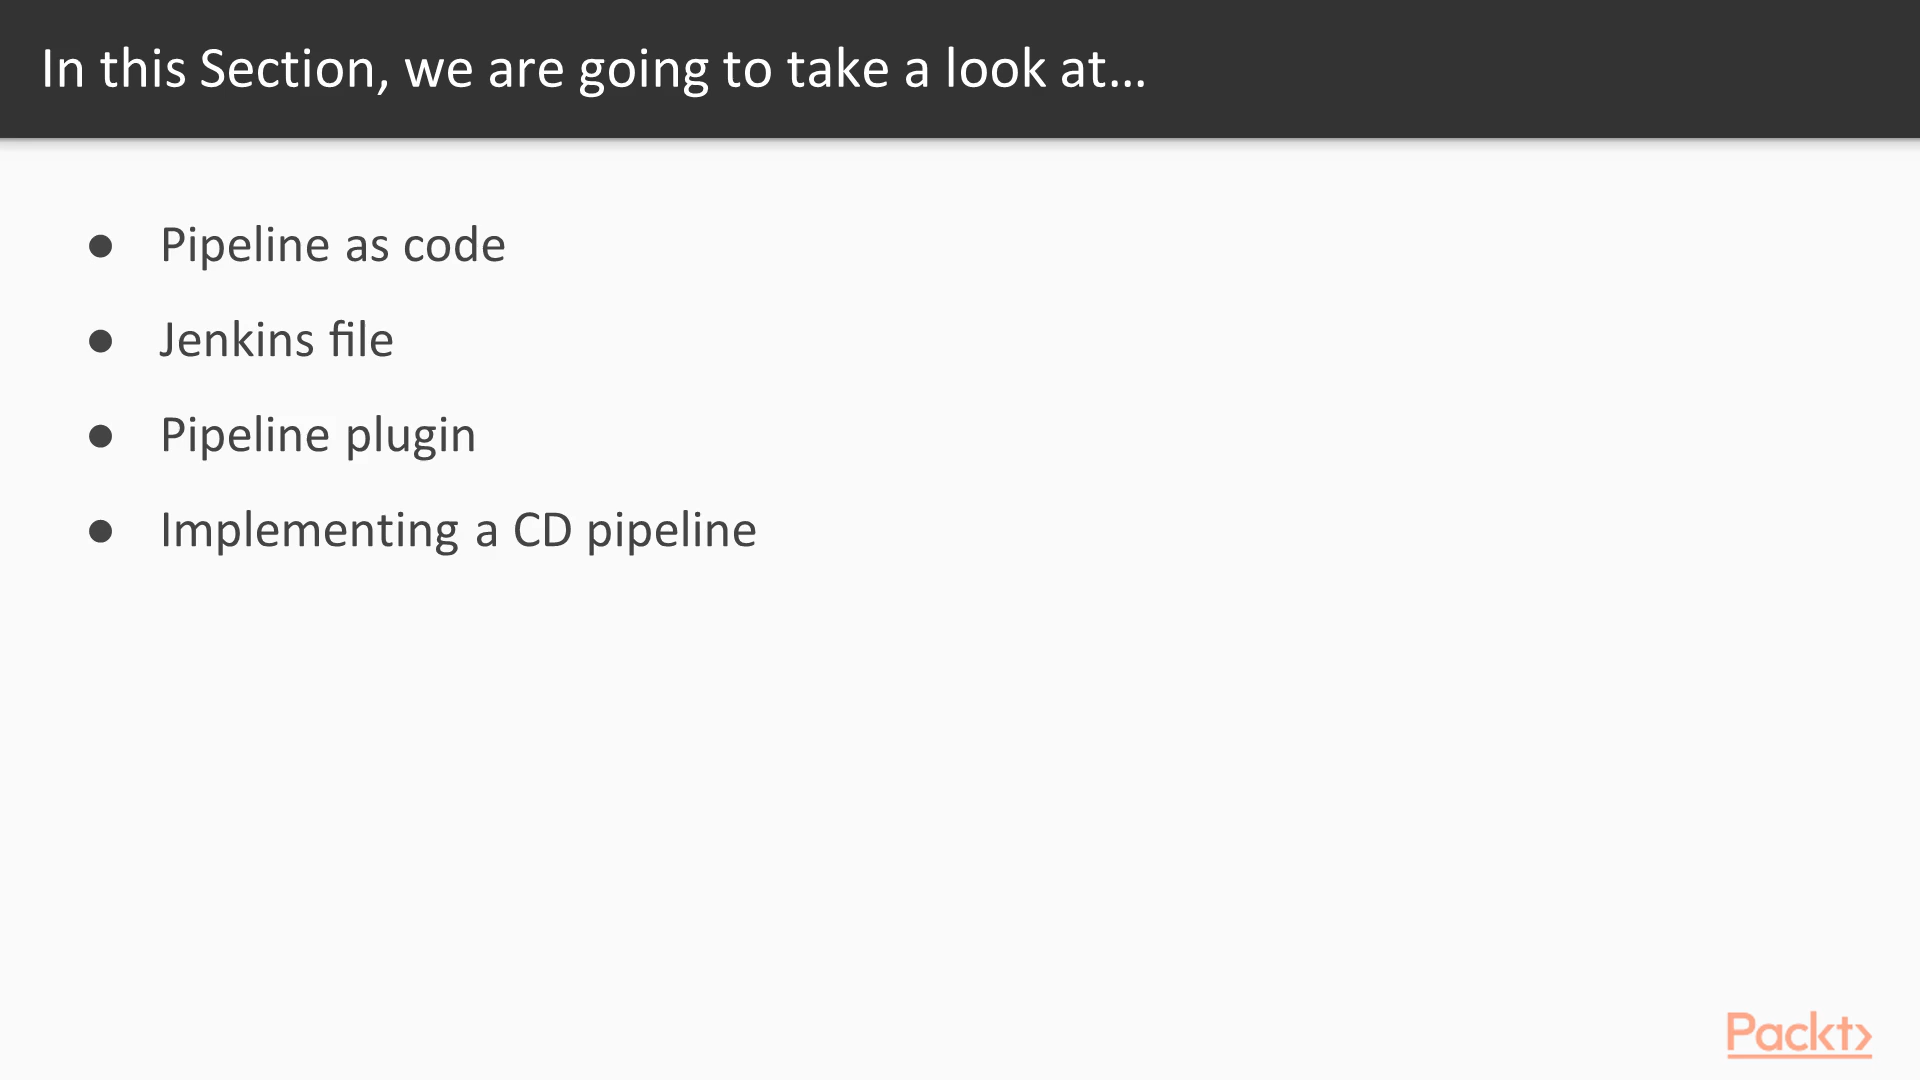 In this Section, we are going to take a look at...
● Pipeline as code
● Jenkins file
● Pipeline plugin
● Implementing a CD pipeline
Packt>